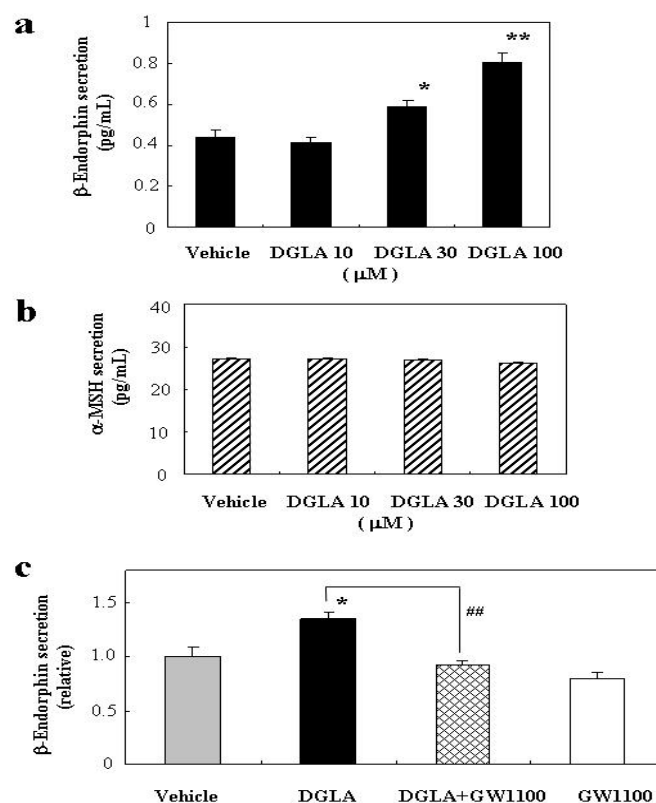 a
β-Endorphin secretion
(pg/mL)
1
0.8
0.6
0.4
0.2
0
*
**
Vehicle DGLA 10 DGLA 30 DGLA 100
( μM )
b
α-MSH secretion
(pg/mL)
40
30
20
10
0
Vehicle DGLA 10 DGLA 30 DGLA 100
( μM )
c
β-Endorphin secretion
(relative)
1.5
1.0
0.5
0
*
##
Vehicle DGLA DGLA+GW1100 GW1100